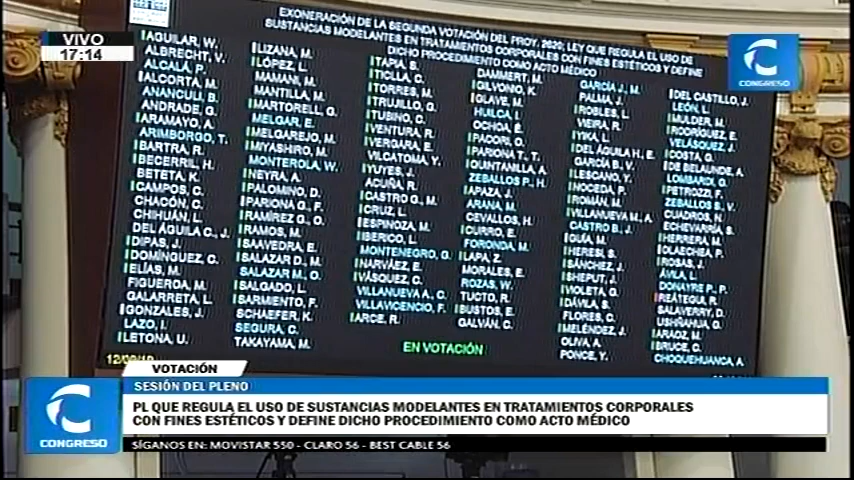 VIVO
17:14
EXONERACIÓN DE LA SEGUNDA VOTACIÓN DEL PROY. 2620, LEY QUE REGULA EL USO DE
SUSTANCIAS MODELANTES EN TRATAMIENTOS CORPORALES CON FINES ESTÉTICOS Y DEFINE
DICHO PROCEDIMIENTO COMO ACTO MÉDICO
AGUILAR, W.
ALBRECHT, V.
ALCALÁ, P.
ALCORTA, M.
ANANCULI, B.
ANDRADE, G.
ARAMAYO, A.
ARIMBORGO, T.
BARTRA, R.
BECERRIL, H.
BETETA, K.
CAMPOS, C.
CHACÓN, C.
CHIHUÁN, L.
DEL ÁGUILA C., J.
DIPAS, J.
DOMÍNGUEZ, C.
ELÍAS, M.
FIGUEROA, M.
GALARRETA, L.
GONZALES, J.
LAZO, I.
LETONA, U.
LIZANA, M.
LÓPEZ, L.
MAMANI, M.
MANTILLA, M.
MARTORELL, G.
MELGAR, E.
MELGAREJO, M.
MIYASHIRO, M.
MONTEROLA, W.
NEYRA, A.
PALOMINO, D.
PARIONA G., F.
RAMÍREZ G., O.
RAMOS, M.
SAAVEDRA, E.
SALAZAR D., M.
SALAZAR M., O.
SALGADO, L.
SARMIENTO, F.
SCHAEFER, K.
SEGURA, C.
TAKAYAMA, M.
TAPIA, S.
TICLLA, C.
TORRES, M.
TRUJILLO, G.
TUBINO, C.
VENTURA, R.
VERGARA, E.
VILCATOMA, Y.
YUYES, J.
ACUÑA, R.
CASTRO G., M.
CRUZ, L.
ESPINOZA, M.
IBERICO, L.
MONTENEGRO, G.
NARVÁEZ, E.
VÁSQUEZ, C.
VILLANUEVA A., C.
VILLAVICENCIO, F.
ARCE, R.
DAMMERT, M.
GILVONIO, K.
GLAVE, M.
HUILCA, I.
OCHOA, E.
PACORI, O.
PARIONA T., T.
QUINTANILLA, A.
ZEBALLOS P., H.
APAZA, J.
ARANA, M.
CEVALLOS, H.
CURRO, E.
FORONDA, M.
LAPA, Z.
MORALES, E.
ROZAS, W.
TUCTO, R.
BUSTOS, E.
GALVÁN, C.
GARCÍA J., M.
PALMA, J.
ROBLES, L.
VIEIRA, R.
YIKA, L.
DEL ÁGUILA H., E.
GARCÍA B., V.
LESCANO, Y.
NOCEDA, P.
ROMÁN, M.
VILLANUEVA M., A.
CASTRO B., J.
GUÍA, M.
HERESI, S.
SÁNCHEZ, J.
SHEPUT, J.
VIOLETA, G.
DÁVILA, S.
FLORES, C.
MELÉNDEZ, J.
OLIVA, A.
PONCE, Y.
DEL CASTILLO, J.
LEÓN, L.
MULDER, M.
RODRÍGUEZ, E.
VELÁSQUEZ, J.
COSTA, G.
DE BELAUNDE, A.
LOMBARDI, G.
PETROZZI, F.
ZEBALLOS S., V.
CUADROS, N.
ECHEVARRÍA, S.
HERRERA, M.
OLAECHEA, P.
ROSAS, J.
ÁVILA, L.
DONAYRE P., P.
REÁTEGUI, R.
SALAVERRY, D.
USHÑAHUA, G.
ARAOZ, M.
BRUCE, C.
CHOQUEHUANCA, A.
EN VOTACIÓN
CONGRESO
VOTACIÓN
SESIÓN DEL PLENO
PL QUE REGULA EL USO DE SUSTANCIAS MODELANTES EN TRATAMIENTOS CORPORALES
CON FINES ESTÉTICOS Y DEFINE DICHO PROCEDIMIENTO COMO ACTO MÉDICO
CONGRESO
SÍGANOS EN: MOVISTAR 550 - CLARO 56 - BEST CABLE 56